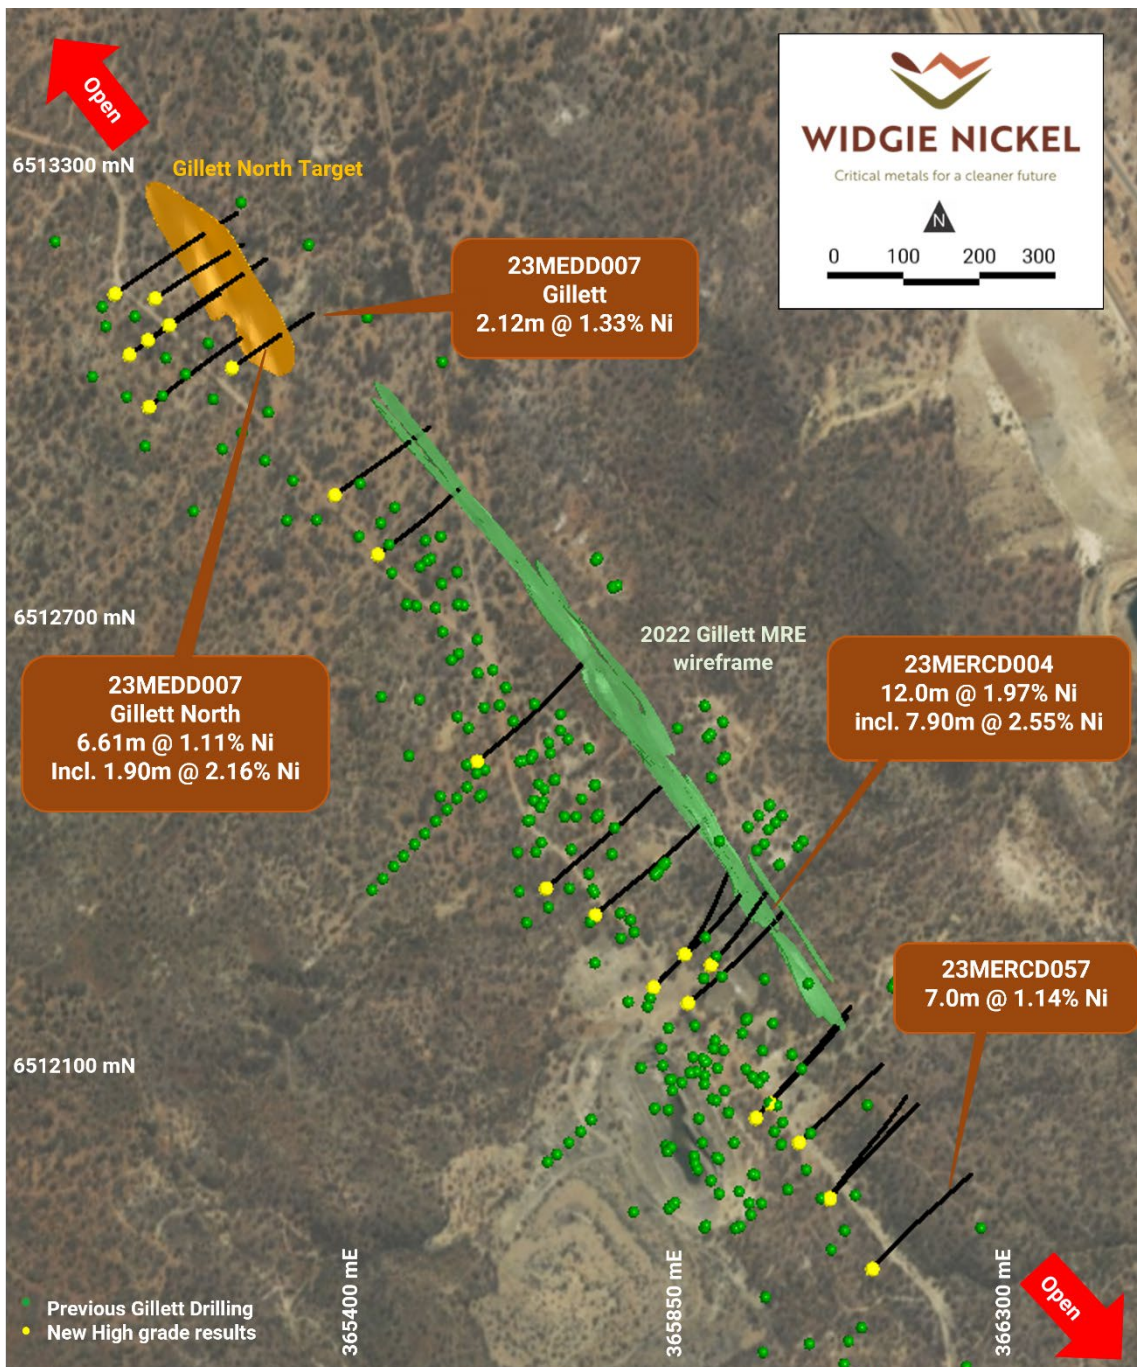 Open
WIDGIE NICKEL
Critical metals for a cleaner future
N
0 100 200 300
6513300 mN
Gillett North Target
23MEDD007
Gillett
2.12m @ 1.33% Ni
6512700 mN
2022 Gillett MRE
wireframe
23MERCD004
12.0m @ 1.97% Ni
incl. 7.90m @ 2.55% Ni
23MEDD007
Gillett North
6.61m @ 1.11% Ni
Incl. 1.90m @ 2.16% Ni
23MERCD057
7.0m @ 1.14% Ni
6512100 mN
365400 mE
365850 mE
366300 mE
Open
Previous Gillett Drilling
New High grade results